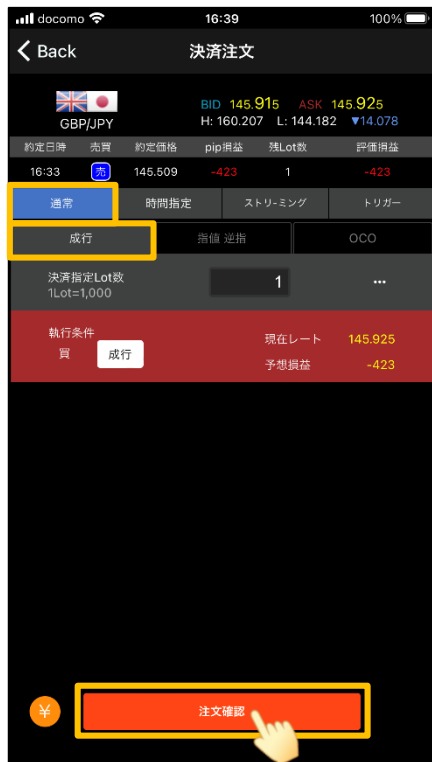 docomo 16:39 100%
Back 決済注文
BID 145.915 ASK 145.925
GBP/JPY H: 160.207 L: 144.182 ▼14.078
約定日時 売買 約定価格 pip損益 残Lot数 評価損益
16:33 売 145.509 -423 1 -423
通常 時間指定 ストリ-ミング トリガー
成行 指値 逆指 OCO
決済指定Lot数 1 ...
1Lot=1,000
執行条件 現在レート 145.925
買 成行 予想損益 -423
¥ 注文確認